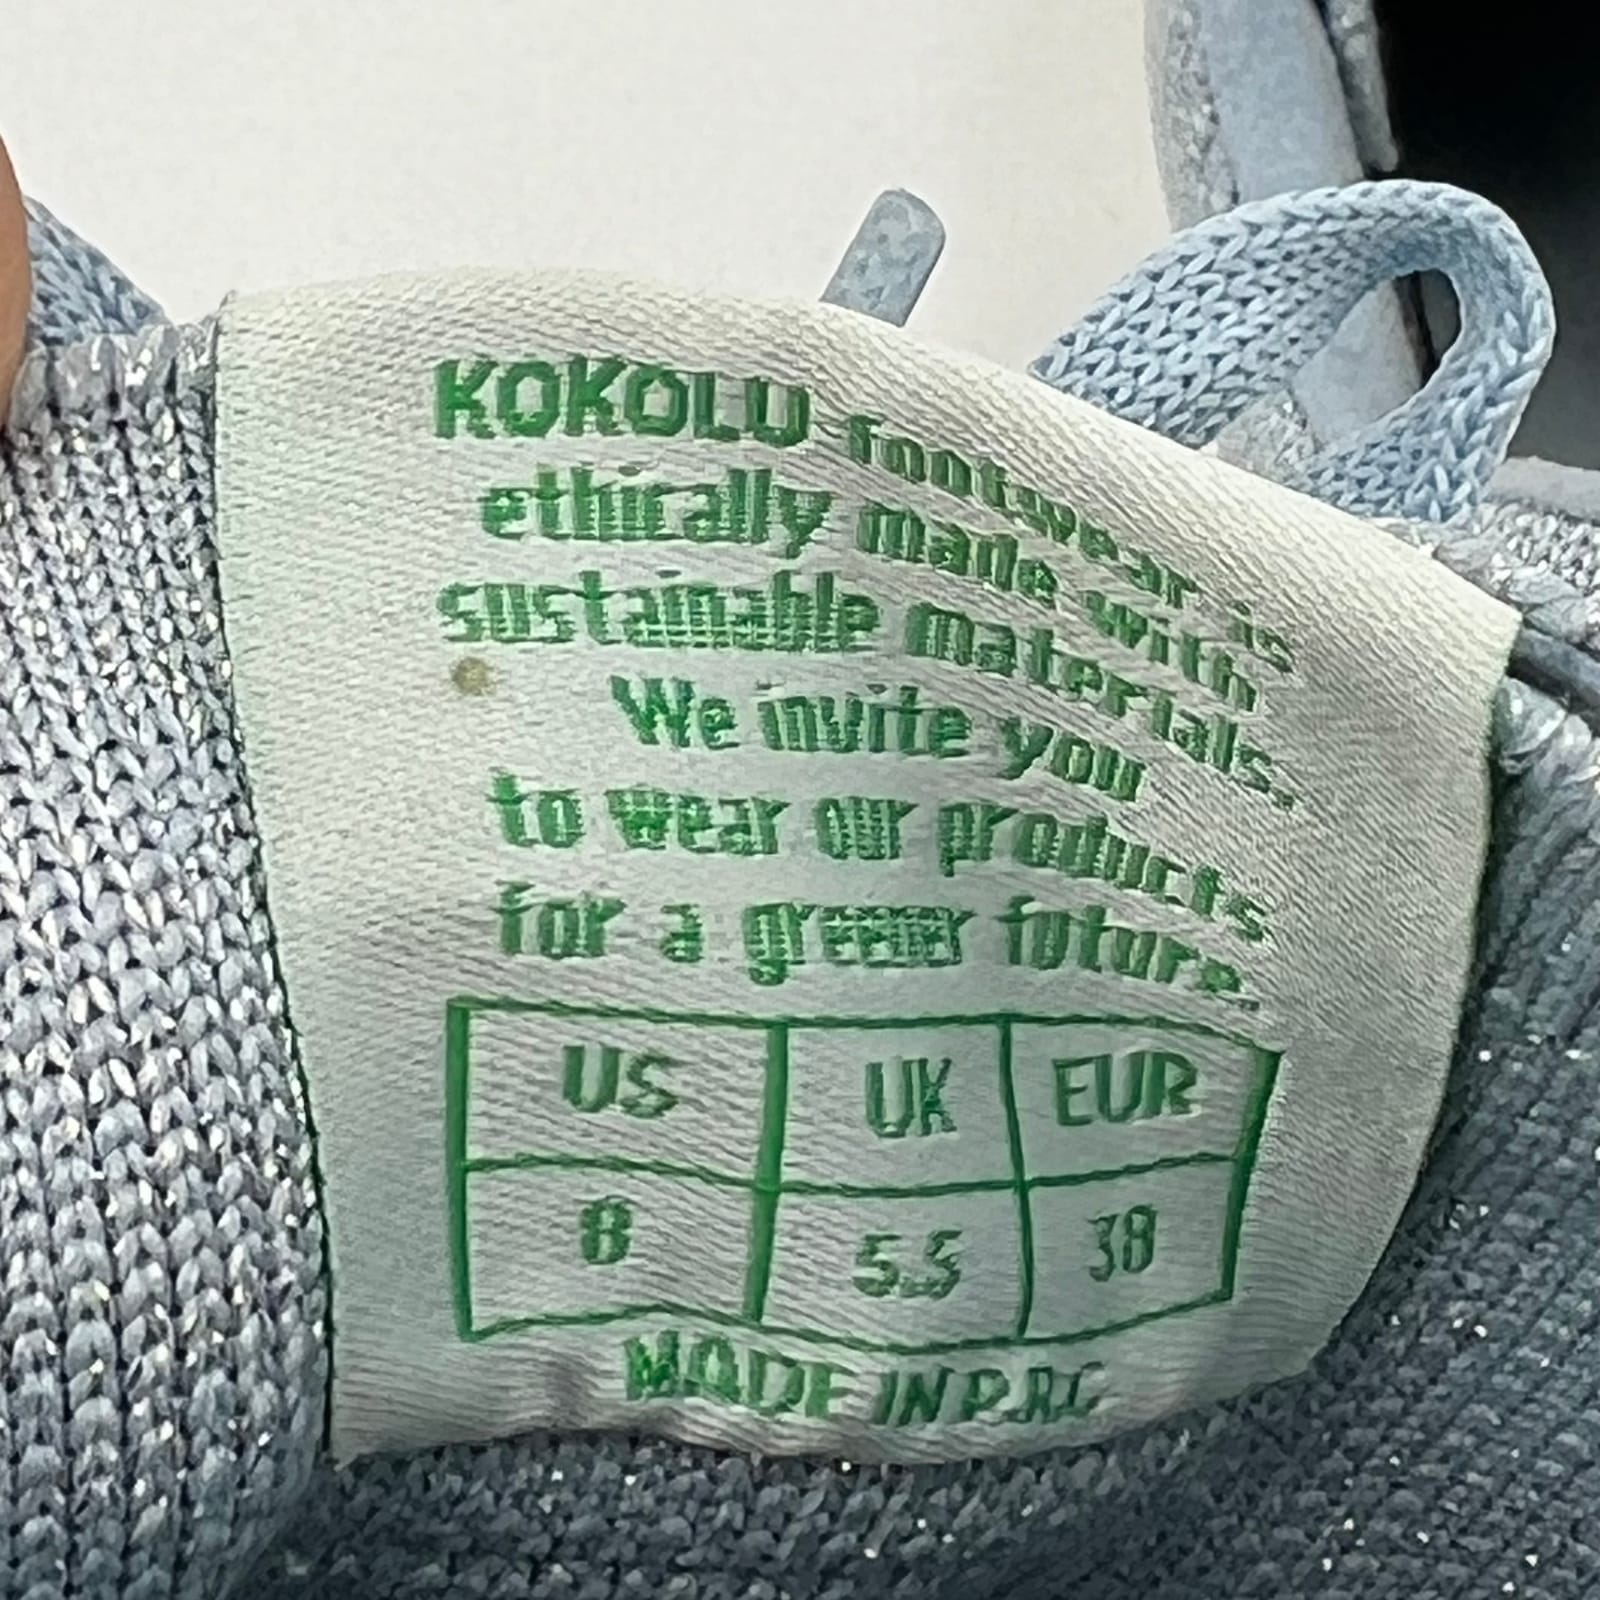 KOKOLU footwear is
ethically made with
sustainable materials.
We invite you
to wear our products
for a greener future.
US UK EUR
8 5.5 38
MADE IN P.R.C